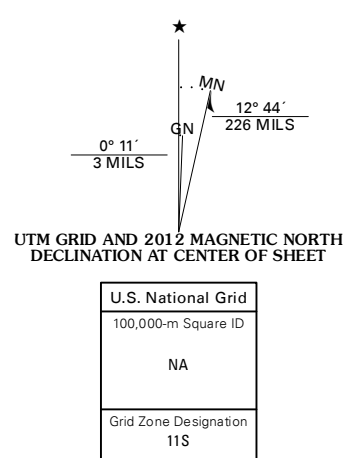 ★
MN
12° 44´
226 MILS
GN
0° 11´
3 MILS
UTM GRID AND 2012 MAGNETIC NORTH
DECLINATION AT CENTER OF SHEET
U.S. National Grid
100,000-m Square ID
NA
Grid Zone Designation
11S